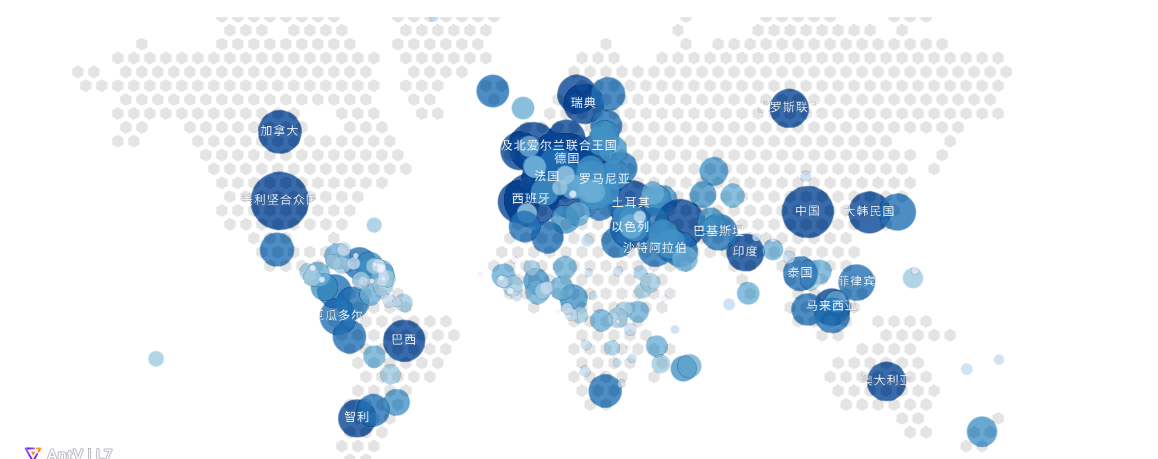 瑞典
罗斯联
加拿大
及北爱尔兰联合王国
德国
法国
罗马尼亚
利坚合众
西班牙
土耳其
中国
大韩民国
以色列
巴基斯坦
沙特阿拉伯
印度
泰国
菲律宾
马来西亚
厄瓜多尔
巴西
澳大利亚
智利
AntV | L7